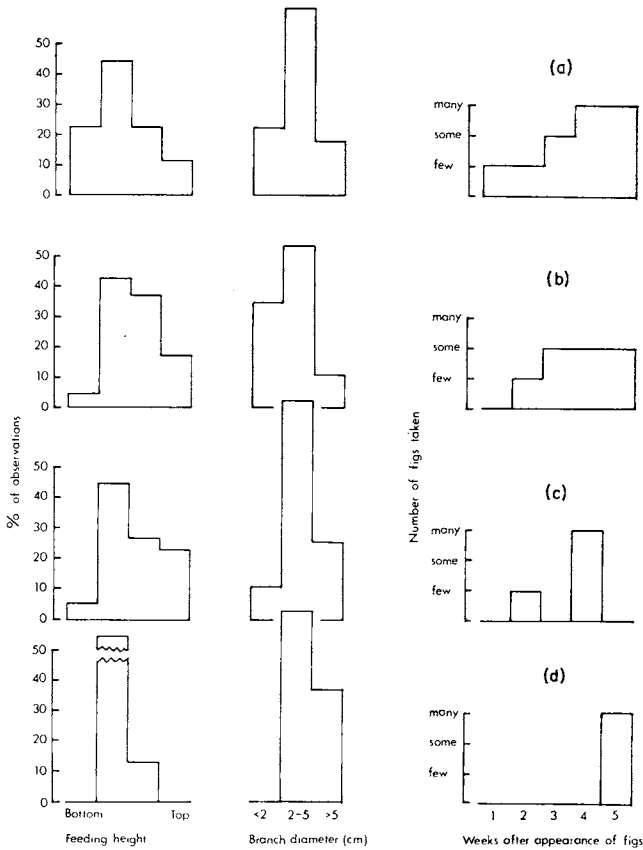 50
40
30
20
10
0
(a)
many
some
few
50
40
30
20
10
0
(b)
many
some
few
% of observations
Number of figs taken
50
40
30
20
10
0
(c)
many
some
few
50
40
30
20
10
0
(d)
many
some
few
Bottom Top
<2 2-5 >5
1 2 3 4 5
Feeding height
Branch diameter (cm)
Weeks after appearance of figs